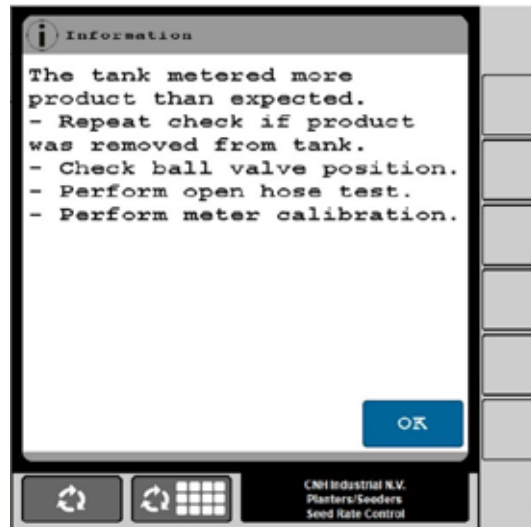 Information
The tank metered more
product than expected.
- Repeat check if product
was removed from tank.
- Check ball valve position.
- Perform open hose test.
- Perform meter calibration.
OK
CNH Industrial N.V.
Planters/Seeders
Seed Rate Control